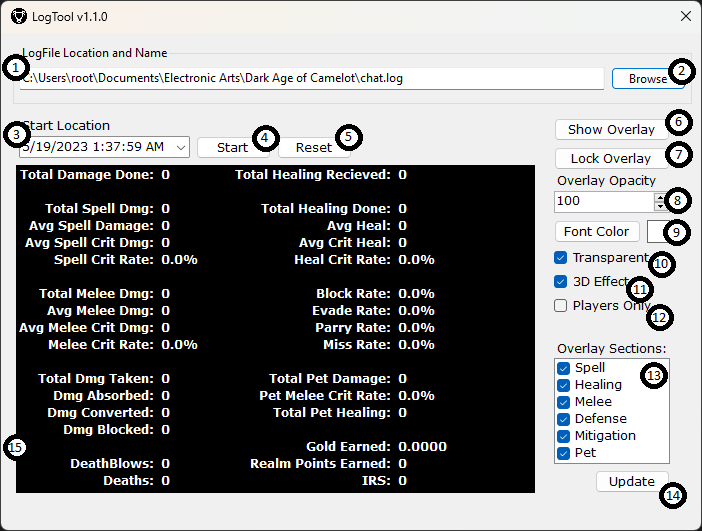 LogTool v1.1.0
LogFile Location and Name
1
C:\Users\root\Documents\Electronic Arts\Dark Age of Camelot\chat.log
Browse 2
Start Location
3
5/19/2023 1:37:59 AM
Start 4
Reset 5
Total Damage Done: 0 Total Healing Recieved: 0
Total Spell Dmg: 0 Total Healing Done: 0
Avg Spell Damage: 0 Avg Heal: 0
Avg Spell Crit Dmg: 0 Avg Crit Heal: 0
Spell Crit Rate: 0.0% Heal Crit Rate: 0.0%
Total Melee Dmg: 0 Block Rate: 0.0%
Avg Melee Dmg: 0 Evade Rate: 0.0%
Avg Melee Crit Dmg: 0 Parry Rate: 0.0%
Melee Crit Rate: 0.0% Miss Rate: 0.0%
Total Dmg Taken: 0 Total Pet Damage: 0
Dmg Absorbed: 0 Pet Melee Crit Rate: 0.0%
Dmg Converted: 0 Total Pet Healing: 0
Dmg Blocked: 0
15 Gold Earned: 0.0000
DeathBlows: 0 Realm Points Earned: 0
Deaths: 0 IRS: 0
Show Overlay 6
Lock Overlay 7
Overlay Opacity
100 8
Font Color 9
Transparent 10
3D Effect 11
Players Only 12
Overlay Sections:
Spell 13
Healing
Melee
Defense
Mitigation
Pet
Update 14